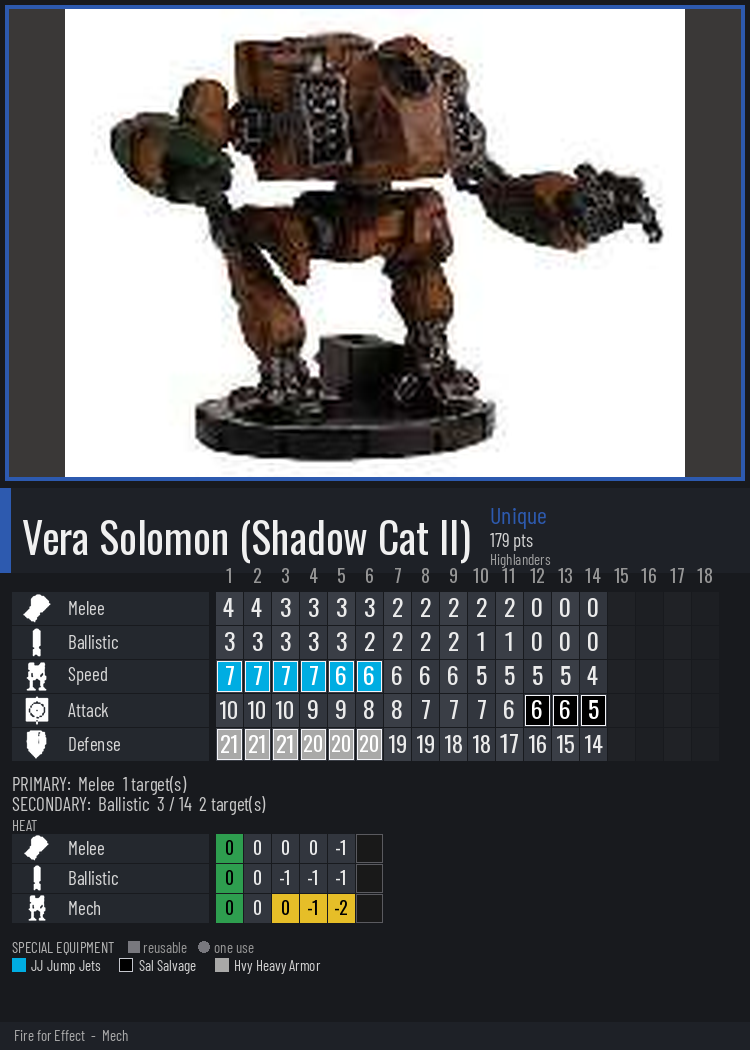 Vera Solomon (Shadow Cat II)
Unique
179 pts
Highlanders
1 2 3 4 5 6 7 8 9 10 11 12 13 14 15 16 17 18
Melee 4 4 3 3 3 3 2 2 2 2 2 0 0 0
Ballistic 3 3 3 3 3 2 2 2 2 1 1 0 0 0
Speed 7 7 7 7 6 6 6 6 6 5 5 5 5 4
Attack 10 10 10 9 9 8 8 7 7 7 6 6 6 5
Defense 21 21 21 20 20 20 19 19 18 18 17 16 15 14
PRIMARY: Melee 1 target(s)
SECONDARY: Ballistic 3 / 14 2 target(s)
HEAT
Melee 0 0 0 0 -1
Ballistic 0 0 -1 -1 -1
Mech 0 0 0 -1 -2
SPECIAL EQUIPMENT reusable one use
JJ Jump Jets Sal Salvage Hvy Heavy Armor
Fire for Effect - Mech